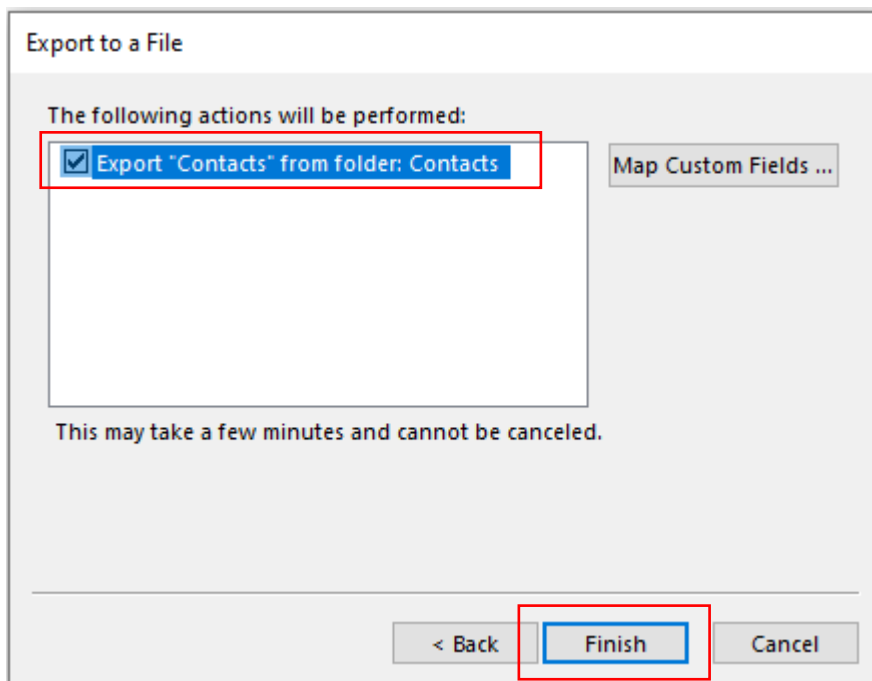 Export to a File
The following actions will be performed:
Export "Contacts" from folder: Contacts
Map Custom Fields ...
This may take a few minutes and cannot be canceled.
< Back
Finish
Cancel